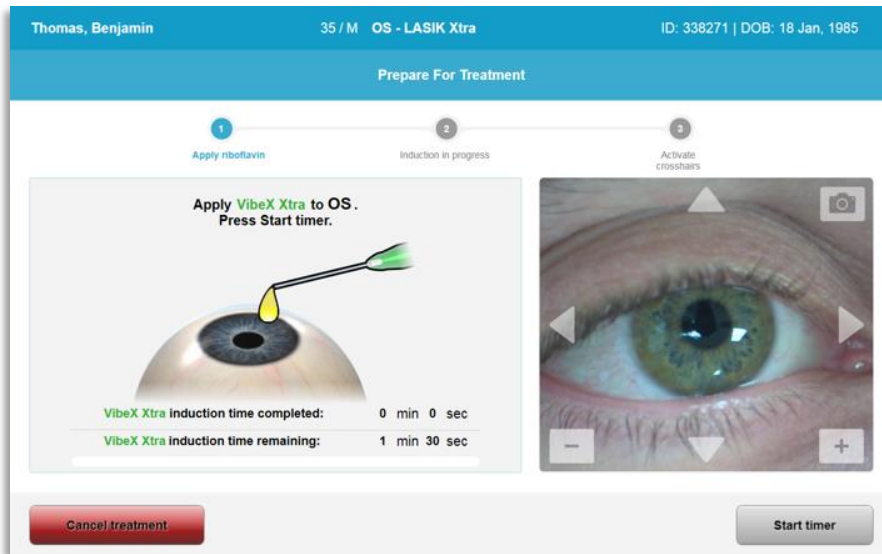 Thomas, Benjamin 35 / M OS - LASIK Xtra ID: 338271 | DOB: 18 Jan, 1985
Prepare For Treatment
1 2 3
Apply riboflavin Induction in progress Activate
crosshairs
Apply VibeX Xtra to OS.
Press Start timer.
VibeX Xtra induction time completed: 0 min 0 sec
VibeX Xtra induction time remaining: 1 min 30 sec
Cancel treatment Start timer